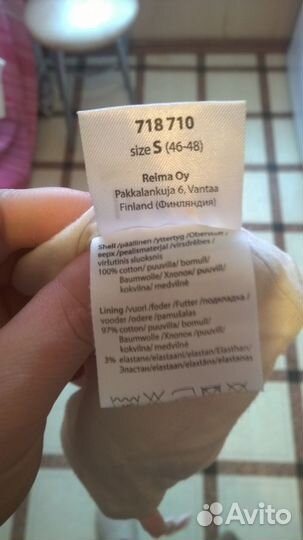 718 710
size S (46-48)
Reima Oy
Pakkalankuja 6, Vantaa
Finland (Финляндия)
Shell /päällinen /yttertyg /Oberstoff /
верх /pealismaterjal /virsdrēbes /
viršutinis sluoksnis
100% cotton/ puuvilla/ bomull/
Baumwolle /Хлопок /puuvill/
kokvilna/ medvilnė
Lining /vuori /foder /Futter /подкладка /
vooder /odere /pamušalas
97% cotton/ puuvilla/ bomull/
Baumwolle /Хлопок /puuvill/
kokvilna/ medvilnė
3% elastane/elastaani/elastan/Elasthan/
Эластан/elastaan/elastāns/elastanas
Avito